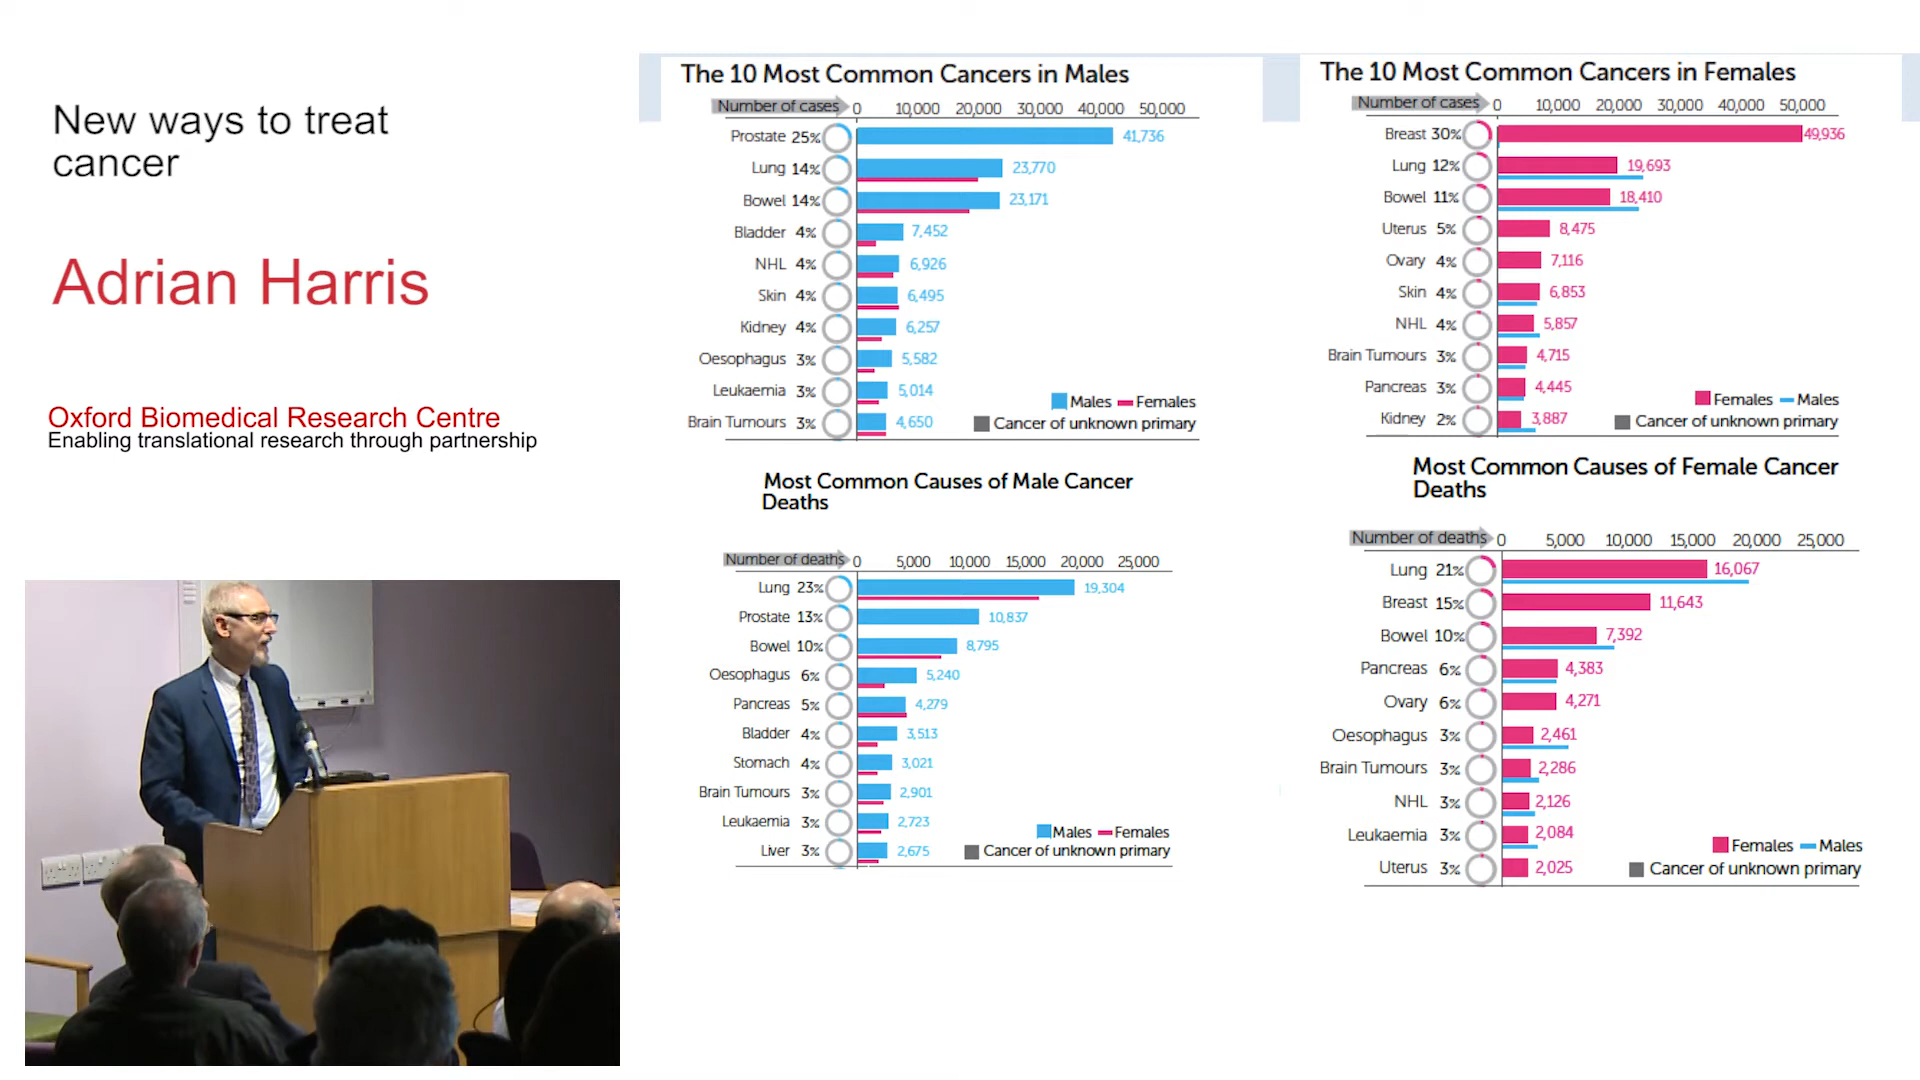 New ways to treat
cancer
Adrian Harris
Oxford Biomedical Research Centre
Enabling translational research through partnership
The 10 Most Common Cancers in Males
Number of cases 0 10,000 20,000 30,000 40,000 50,000
Prostate 25% 41,736
Lung 14% 23,770
Bowel 14% 23,171
Bladder 4% 7,452
NHL 4% 6,926
Skin 4% 6,495
Kidney 4% 6,257
Oesophagus 3% 5,582
Leukaemia 3% 5,014
Brain Tumours 3% 4,650
Males Females
Cancer of unknown primary
The 10 Most Common Cancers in Females
Number of cases 0 10,000 20,000 30,000 40,000 50,000
Breast 30% 49,936
Lung 12% 19,693
Bowel 11% 18,410
Uterus 5% 8,475
Ovary 4% 7,116
Skin 4% 6,853
NHL 4% 5,857
Brain Tumours 3% 4,715
Pancreas 3% 4,445
Kidney 2% 3,887
Females Males
Cancer of unknown primary
Most Common Causes of Male Cancer
Deaths
Number of deaths 0 5,000 10,000 15,000 20,000 25,000
Lung 23% 19,304
Prostate 13% 10,837
Bowel 10% 8,795
Oesophagus 6% 5,240
Pancreas 5% 4,279
Bladder 4% 3,513
Stomach 4% 3,021
Brain Tumours 3% 2,901
Leukaemia 3% 2,723
Liver 3% 2,675
Males Females
Cancer of unknown primary
Most Common Causes of Female Cancer
Deaths
Number of deaths 0 5,000 10,000 15,000 20,000 25,000
Lung 21% 16,067
Breast 15% 11,643
Bowel 10% 7,392
Pancreas 6% 4,383
Ovary 6% 4,271
Oesophagus 3% 2,461
Brain Tumours 3% 2,286
NHL 3% 2,126
Leukaemia 3% 2,084
Uterus 3% 2,025
Females Males
Cancer of unknown primary